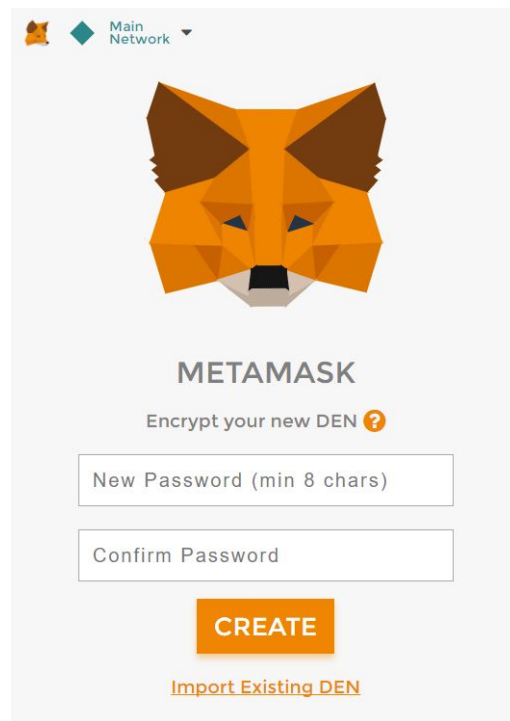 Main
Network
METAMASK
Encrypt your new DEN ?
New Password (min 8 chars)
Confirm Password
CREATE
Import Existing DEN